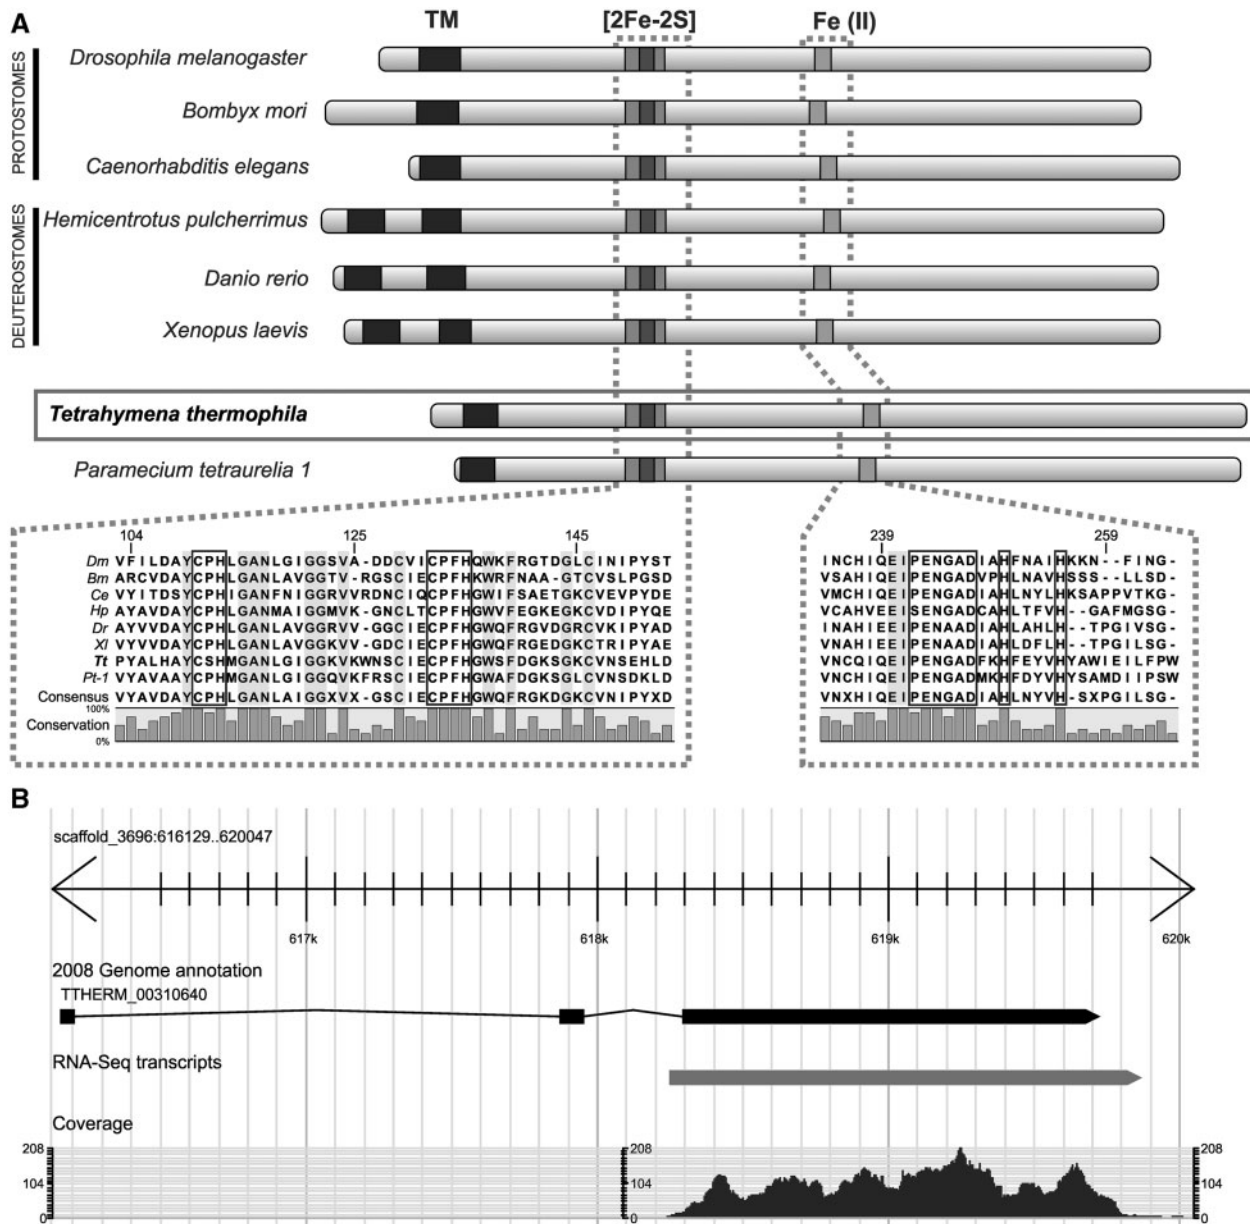 A
TM [2Fe-2S] Fe (II)
PROTOSTOMES
Drosophila melanogaster
Bombyx mori
Caenorhabditis elegans
DEUTEROSTOMES
Hemicentrotus pulcherrimus
Danio rerio
Xenopus laevis
Tetrahymena thermophila
Paramecium tetraurelia 1
104 125 145
Dm VFILDAYCPHLGANLGIGGSVA-DDCVICPFHQWKFRGTDGLCINIPYST
Bm ARCVDAYCPHLGANLAVGGTV-RGSCIECPFHKWRFNAA-GTCVSLPGSD
Ce VYITDSYCPHIGANFNIGGRVVRDNCIQCPFHGWIFSAETGKCVEVPYDE
Hp AYAVDAYCPHLGANMAIGGMVK-GNCLTCPFHGWVFEGKEGKCVDIPYQE
Dr AYVVDAYCPHLGANLAVGGRVV-GGCIECPFHGWQFRGVDGRCVKIPYAD
Xl VYVVDAYCPHLGANLAVGGRVV-GDCIECPFHGWQFRGEDGKCTRIPYAE
Tt PYALHAYCSHMGANLGIGGKVKWNSCIECPFHGWSFDGKSGKCVNSEHLD
Pt-1 VYAVAAYCPHMGANLGIGGQVKFRSCIECPFHGWAFDGKSGLCVNSDKLD
Consensus VYAVDAYCPHLGANLAIGGXVX-GSCIECPFHGWQFRGKDGKCVNIPYXD
100%
Conservation
0%
239 259
INCHIQEIPENGADIAHFNAIHKKN--FING-
VSAHIQEIPENGADVPHLNAVHSSS--LLSD-
VMCHIQEIPENGADIAHLNYLHKSAPPVTKG-
VCAHVEEISENGADCAHLTFVH--GAFMGSG-
INAHIQEEIPENAADIAHLAHLH--TPGIVSG-
VNAHIEEIPENAADIAHLDFLH--TPGILSG-
VNCQIQEIPENGADFKHFEYVHYAWIEILFPW
VNCHIQEIPENGADMKHFDYVHYSAMDIIPSW
VNXHIQEIPENGADIAHLNYVH-SXPGILSG-
B
scaffold_3696:616129..620047
617k 618k 619k 620k
2008 Genome annotation
TTHERM_00310640
RNA-Seq transcripts
Coverage
208 208 208
104 104 104
0 0 0